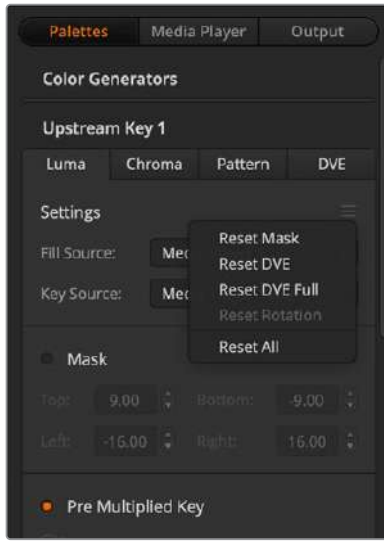 Palettes Media Player Output
Color Generators
Upstream Key 1
Luma Chroma Pattern DVE
Settings
Reset Mask
Reset DVE
Fill Source: Med
Reset DVE Full
Key Source: Med
Reset Rotation
Reset All
Mask
Top: 9.00 Bottom: -9.00
Left: -16.00 Right: 16.00
Pre Multiplied Key